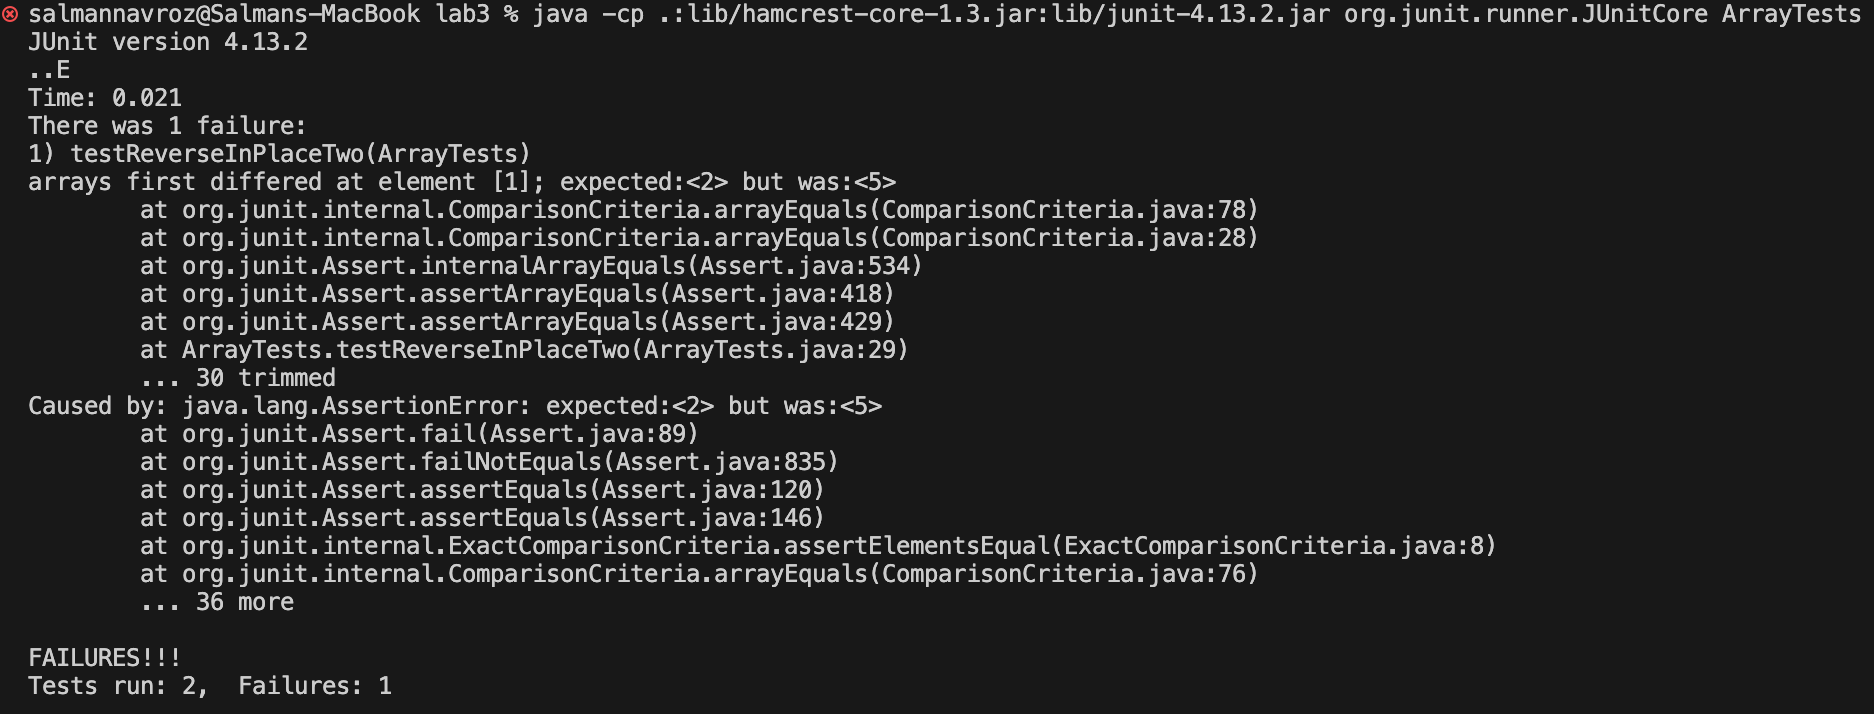 salmannavroz@Salmans-MacBook lab3 % java -cp .:lib/hamcrest-core-1.3.jar:lib/junit-4.13.2.jar org.junit.runner.JUnitCore ArrayTests
JUnit version 4.13.2
..E
Time: 0.021
There was 1 failure:
1) testReverseInPlaceTwo(ArrayTests)
arrays first differed at element [1]; expected:<2> but was:<5>
        at org.junit.internal.ComparisonCriteria.arrayEquals(ComparisonCriteria.java:78)
        at org.junit.internal.ComparisonCriteria.arrayEquals(ComparisonCriteria.java:28)
        at org.junit.Assert.internalArrayEquals(Assert.java:534)
        at org.junit.Assert.assertArrayEquals(Assert.java:418)
        at org.junit.Assert.assertArrayEquals(Assert.java:429)
        at ArrayTests.testReverseInPlaceTwo(ArrayTests.java:29)
        ... 30 trimmed
Caused by: java.lang.AssertionError: expected:<2> but was:<5>
        at org.junit.Assert.fail(Assert.java:89)
        at org.junit.Assert.failNotEquals(Assert.java:835)
        at org.junit.Assert.assertEquals(Assert.java:120)
        at org.junit.Assert.assertEquals(Assert.java:146)
        at org.junit.internal.ExactComparisonCriteria.assertElementsEqual(ExactComparisonCriteria.java:8)
        at org.junit.internal.ComparisonCriteria.arrayEquals(ComparisonCriteria.java:76)
        ... 36 more

FAILURES!!!
Tests run: 2,  Failures: 1